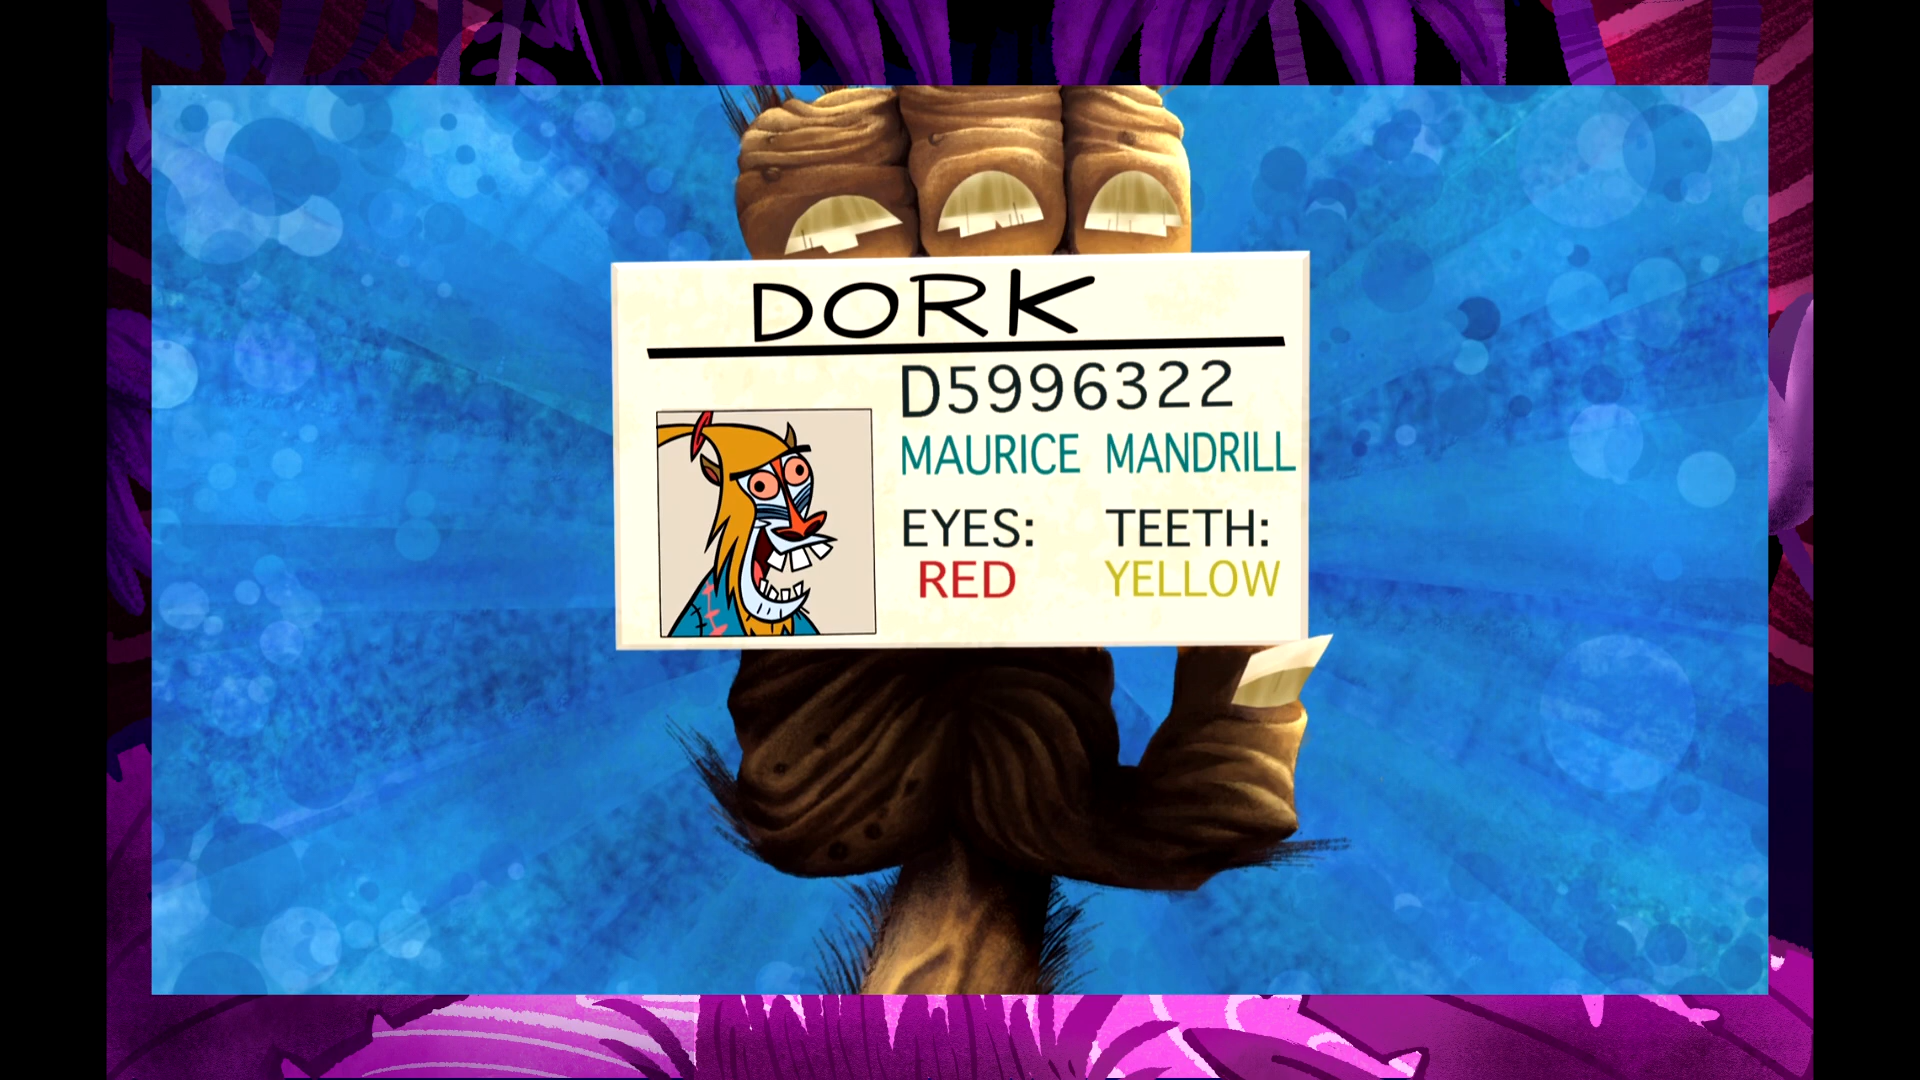 DORK
D5996322
MAURICE MANDRILL
EYES: TEETH:
RED YELLOW